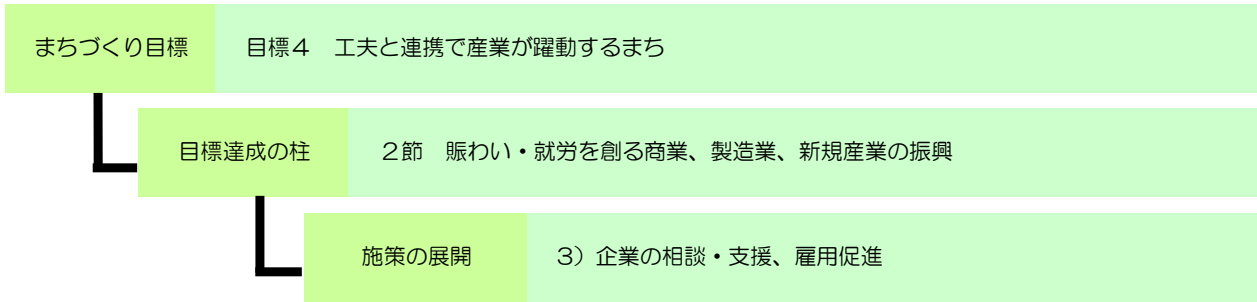 まちづくり目標　目標４　工夫と連携で産業が躍動するまち
目標達成の柱　２節　賑わい・就労を創る商業、製造業、新規産業の振興
施策の展開　３）企業の相談・支援、雇用促進